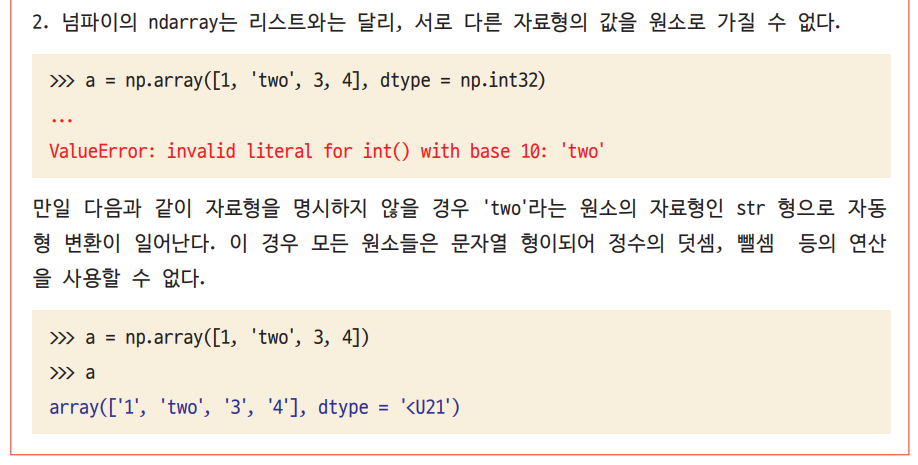 2. 넘파이의 ndarray는 리스트와는 달리, 서로 다른 자료형의 값을 원소로 가질 수 없다.
>>> a = np.array([1, 'two', 3, 4], dtype = np.int32)
...
ValueError: invalid literal for int() with base 10: 'two'
만일 다음과 같이 자료형을 명시하지 않을 경우 'two'라는 원소의 자료형인 str 형으로 자동
형 변환이 일어난다. 이 경우 모든 원소들은 문자열 형이되어 정수의 덧셈, 뺄셈 등의 연산
을 사용할 수 없다.
>>> a = np.array([1, 'two', 3, 4])
>>> a
array(['1', 'two', '3', '4'], dtype = '<U21')